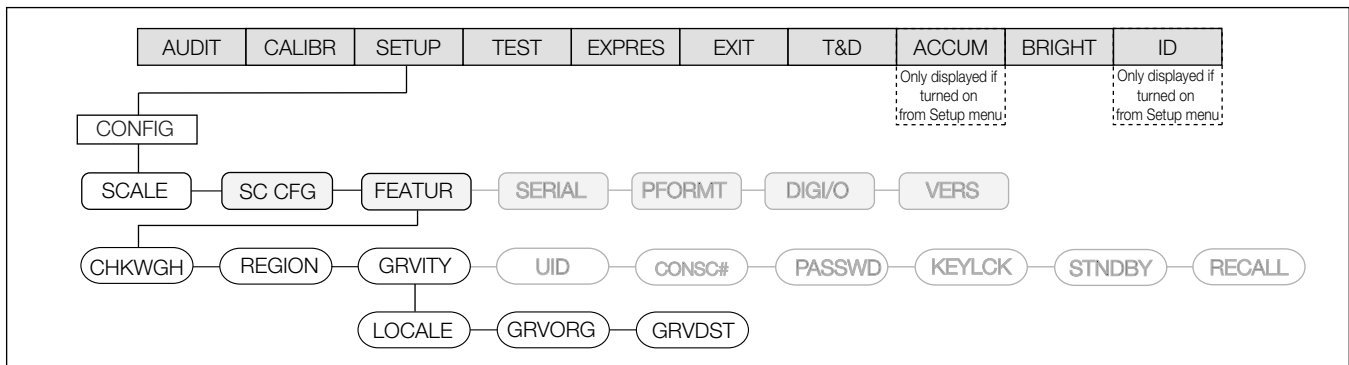 AUDIT CALIBR SETUP TEST EXPRES EXIT T&D ACCUM BRIGHT ID
Only displayed if
turned on
from Setup menu
Only displayed if
turned on
from Setup menu
CONFIG
SCALE SC CFG FEATUR SERIAL PFORMT DIGI/O VERS
CHKWGH REGION GRVITY UID CONSC# PASSWD KEYLCK STNDBY RECALL
LOCALE GRVORG GRVDST